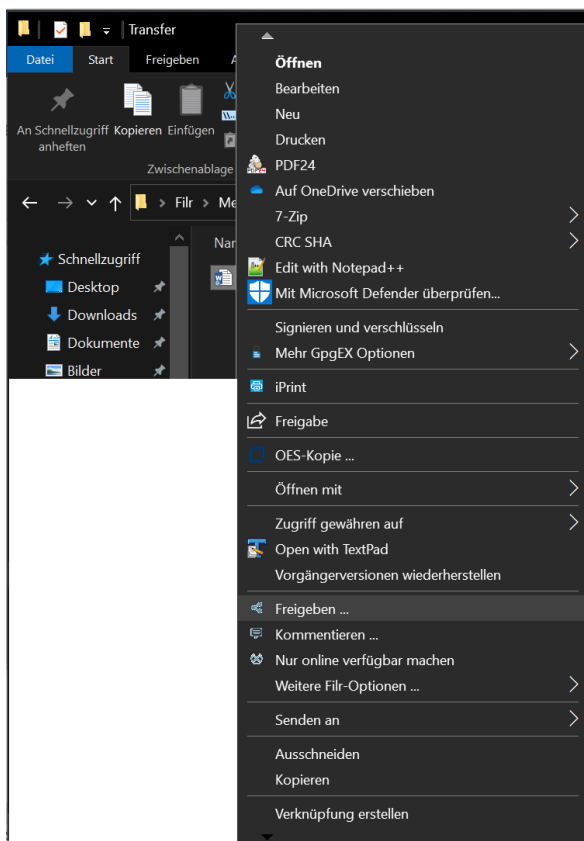 Transfer
Datei Start Freigeben
An Schnellzugriff anheften Kopieren Einfügen
Zwischenablage
Filr
Schnellzugriff
Desktop
Downloads
Dokumente
Bilder
Öffnen
Bearbeiten
Neu
Drucken
PDF24
Auf OneDrive verschieben
7-Zip
CRC SHA
Edit with Notepad++
Mit Microsoft Defender überprüfen...
Signieren und verschlüsseln
Mehr GpgEX Optionen
iPrint
Freigabe
OES-Kopie ...
Öffnen mit
Zugriff gewähren auf
Open with TextPad
Vorgängerversionen wiederherstellen
Freigeben ...
Kommentieren ...
Nur online verfügbar machen
Weitere Filr-Optionen ...
Senden an
Ausschneiden
Kopieren
Verknüpfung erstellen